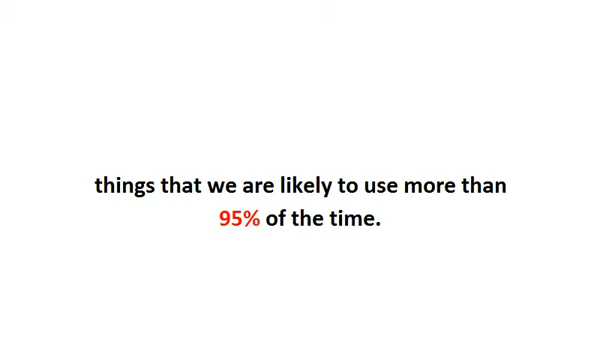 things that we are likely to use more than
95% of the time.